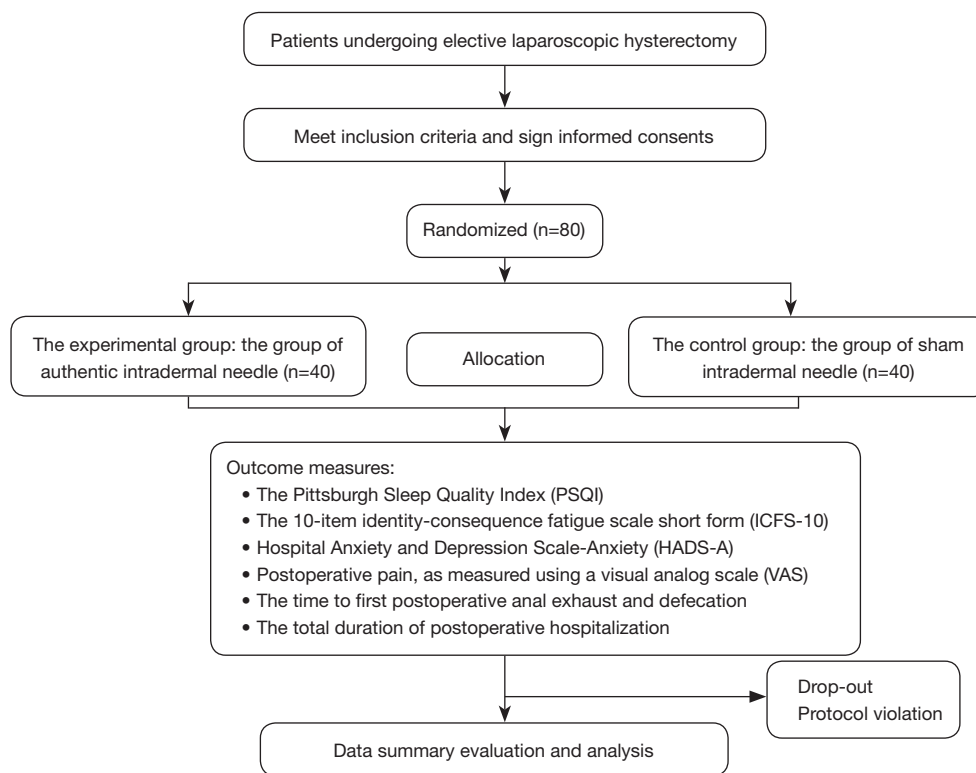 Patients undergoing elective laparoscopic hysterectomy
Meet inclusion criteria and sign informed consents
Randomized (n=80)
The experimental group: the group of
authentic intradermal needle (n=40)
Allocation
The control group: the group of sham
intradermal needle (n=40)
Outcome measures:
• The Pittsburgh Sleep Quality Index (PSQI)
• The 10-item identity-consequence fatigue scale short form (ICFS-10)
• Hospital Anxiety and Depression Scale-Anxiety (HADS-A)
• Postoperative pain, as measured using a visual analog scale (VAS)
• The time to first postoperative anal exhaust and defecation
• The total duration of postoperative hospitalization
Drop-out
Protocol violation
Data summary evaluation and analysis